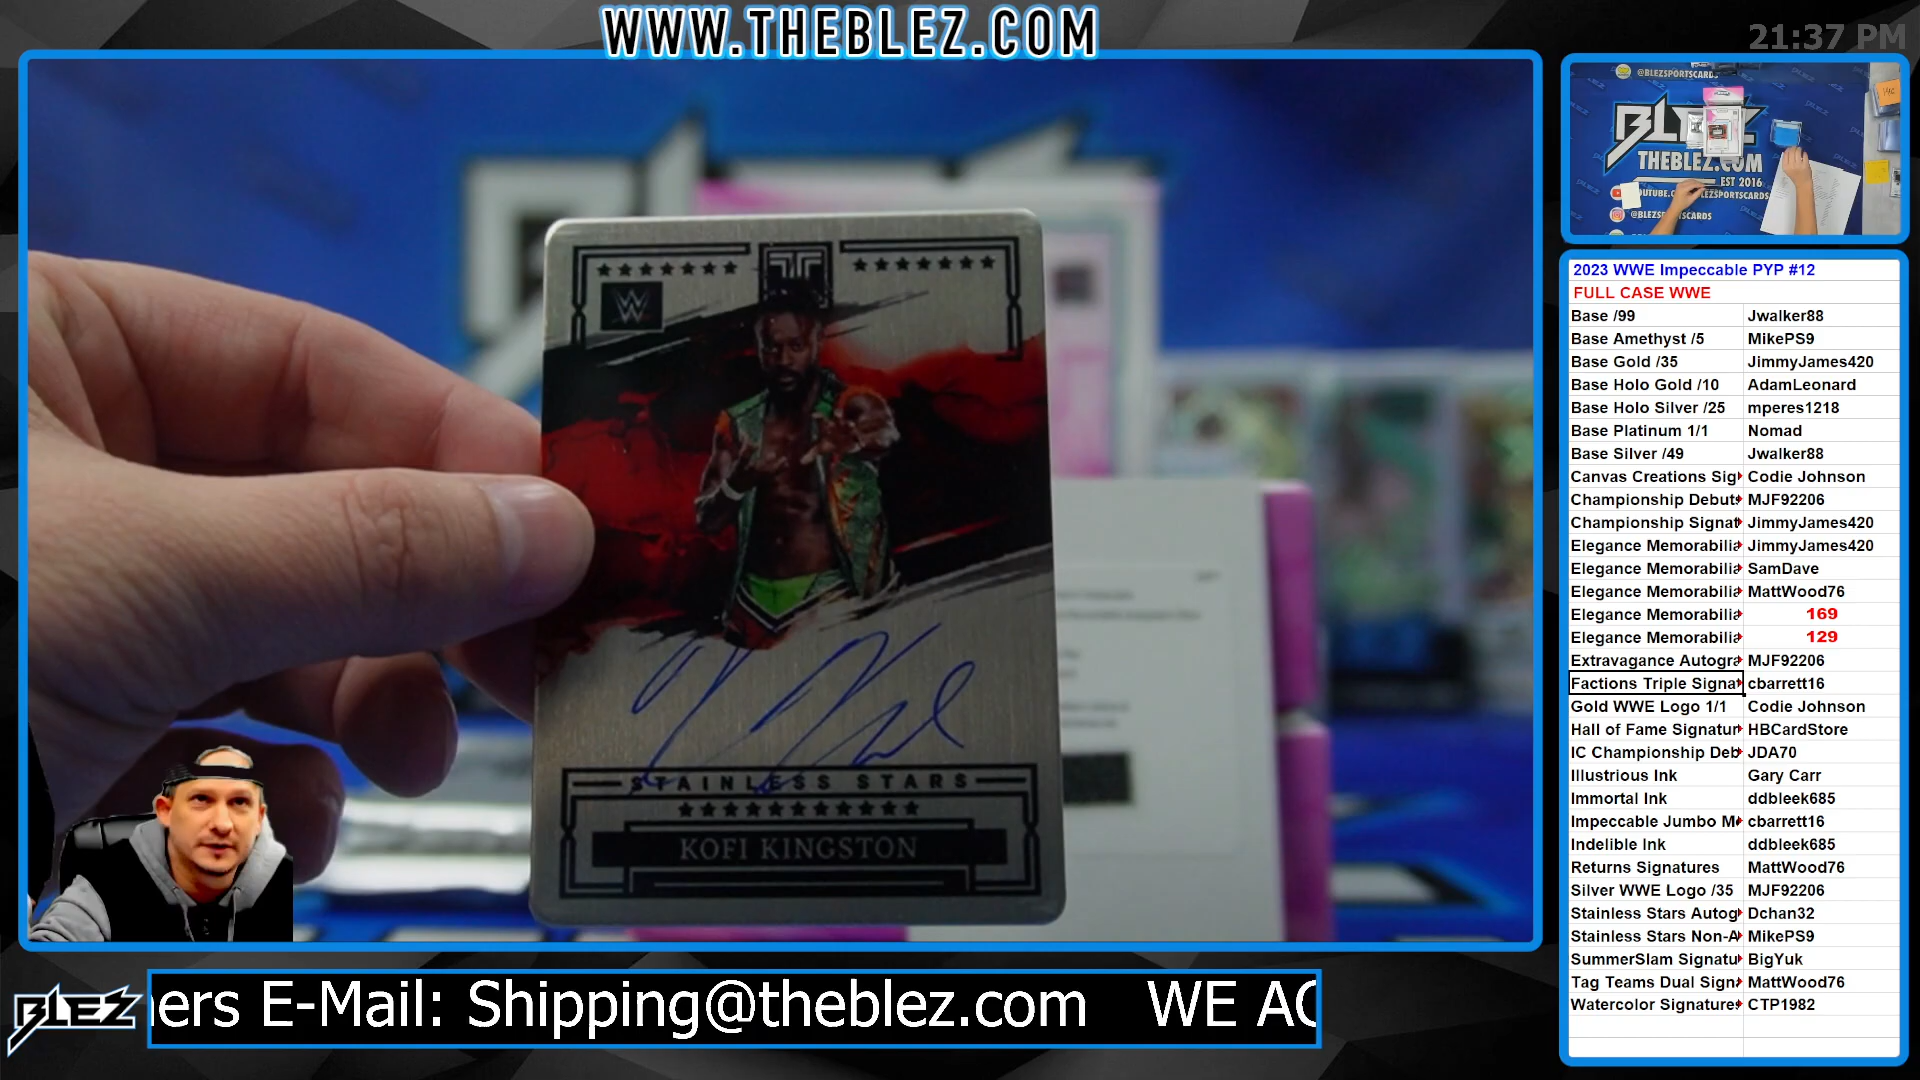 WWW.THEBLEZ.COM
21:37 PM
@BLEZSPORTSCARDS
THEBLEZ.COM
EST 2016
@BLEZSPORTSCARDS
W
STAINLESS STARS
KOFI KINGSTON
2023 WWE Impeccable PYP #12
FULL CASE WWE
Base /99 Jwalker88
Base Amethyst /5 MikePS9
Base Gold /35 JimmyJames420
Base Holo Gold /10 AdamLeonard
Base Holo Silver /25 mperes1218
Base Platinum 1/1 Nomad
Base Silver /49 Jwalker88
Canvas Creations Sig Codie Johnson
Championship Debut MJF92206
Championship Signat JimmyJames420
Elegance Memorabilia JimmyJames420
Elegance Memorabilia SamDave
Elegance Memorabilia MattWood76
Elegance Memorabilia 169
Elegance Memorabilia 129
Extravagance Autogra MJF92206
Factions Triple Signat cbarrett16
Gold WWE Logo 1/1 Codie Johnson
Hall of Fame Signatur HBCardStore
IC Championship Deb JDA70
Illustrious Ink Gary Carr
Immortal Ink ddbleek685
Impeccable Jumbo M cbarrett16
Indelible Ink ddbleek685
Returns Signatures MattWood76
Silver WWE Logo /35 MJF92206
Stainless Stars Autog Dchan32
Stainless Stars Non-A MikePS9
SummerSlam Signatu BigYuk
Tag Teams Dual Sign MattWood76
Watercolor Signatures CTP1982
BLEZ
ers E-Mail: Shipping@theblez.com WE AC